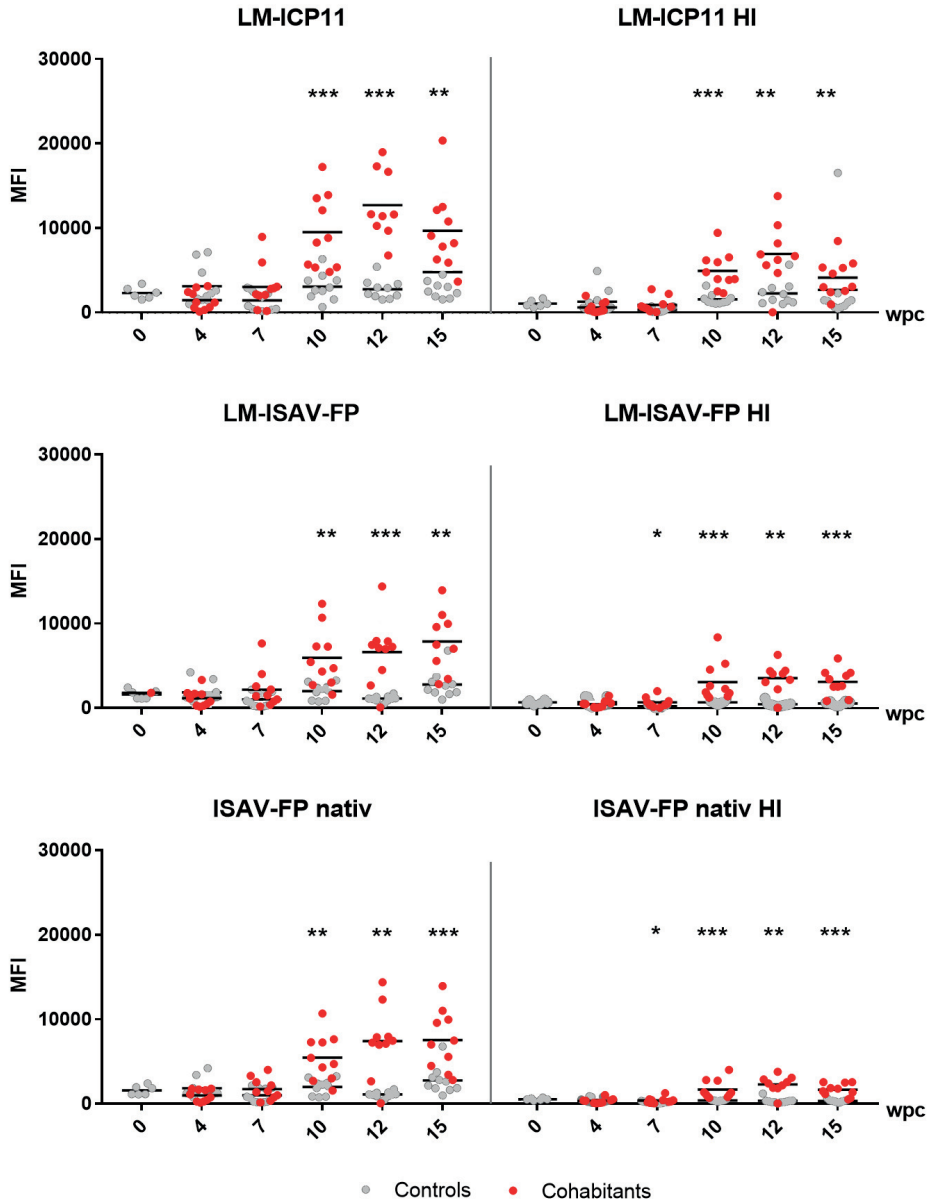 LM-ICP11 LM-ICP11 HI
30000
*** *** ** *** ** **
20000
MFI
10000
0
wpc
0 4 7 10 12 15 0 4 7 10 12 15
LM-ISAV-FP LM-ISAV-FP HI
30000
** *** ** * *** ** ***
20000
MFI
10000
0
wpc
0 4 7 10 12 15 0 4 7 10 12 15
ISAV-FP nativ ISAV-FP nativ HI
30000
** ** *** * *** ** ***
20000
MFI
10000
0
wpc
0 4 7 10 12 15 0 4 7 10 12 15
Controls Cohabitants